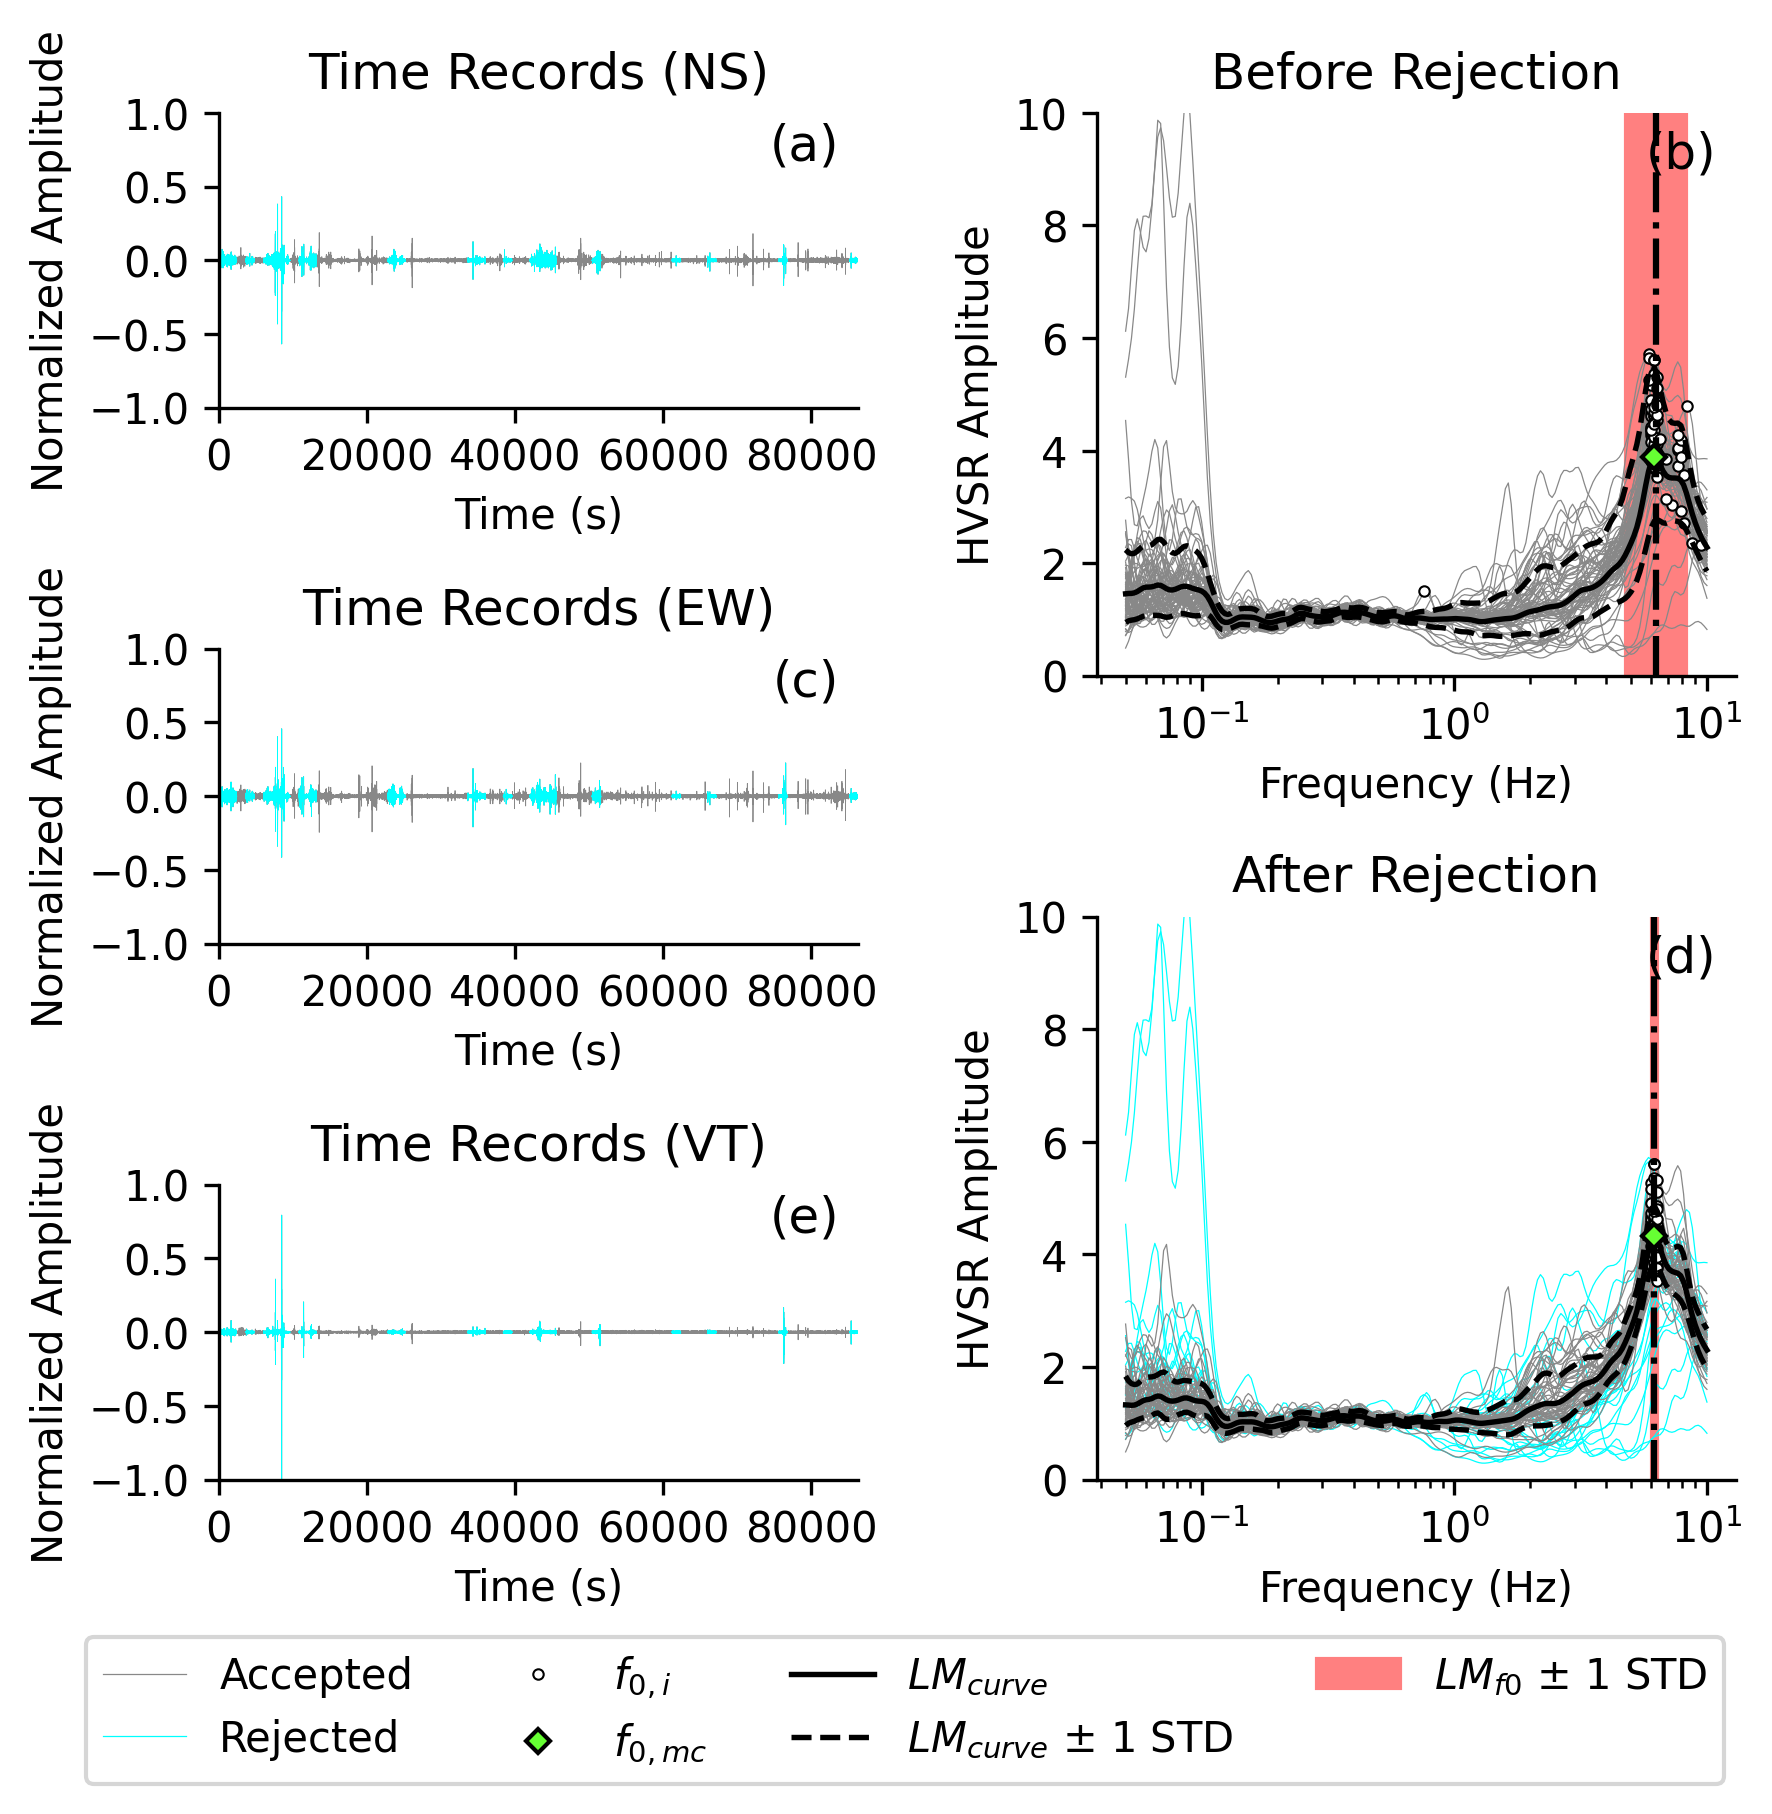 Time Records (NS)
Normalized Amplitude
1.0
0.5
0.0
−0.5
−1.0
(a)
0 20000 40000 60000 80000
Time (s)
Before Rejection
HVSR Amplitude
10
8
6
4
2
0
(b)
10⁻¹ 10⁰ 10¹
Frequency (Hz)
Time Records (EW)
Normalized Amplitude
1.0
0.5
0.0
−0.5
−1.0
(c)
0 20000 40000 60000 80000
Time (s)
After Rejection
HVSR Amplitude
10
8
6
4
2
0
(d)
10⁻¹ 10⁰ 10¹
Frequency (Hz)
Time Records (VT)
Normalized Amplitude
1.0
0.5
0.0
−0.5
−1.0
(e)
0 20000 40000 60000 80000
Time (s)
Accepted
Rejected
f0,i
f0,mc
LMcurve
LMcurve ± 1 STD
LMf0 ± 1 STD